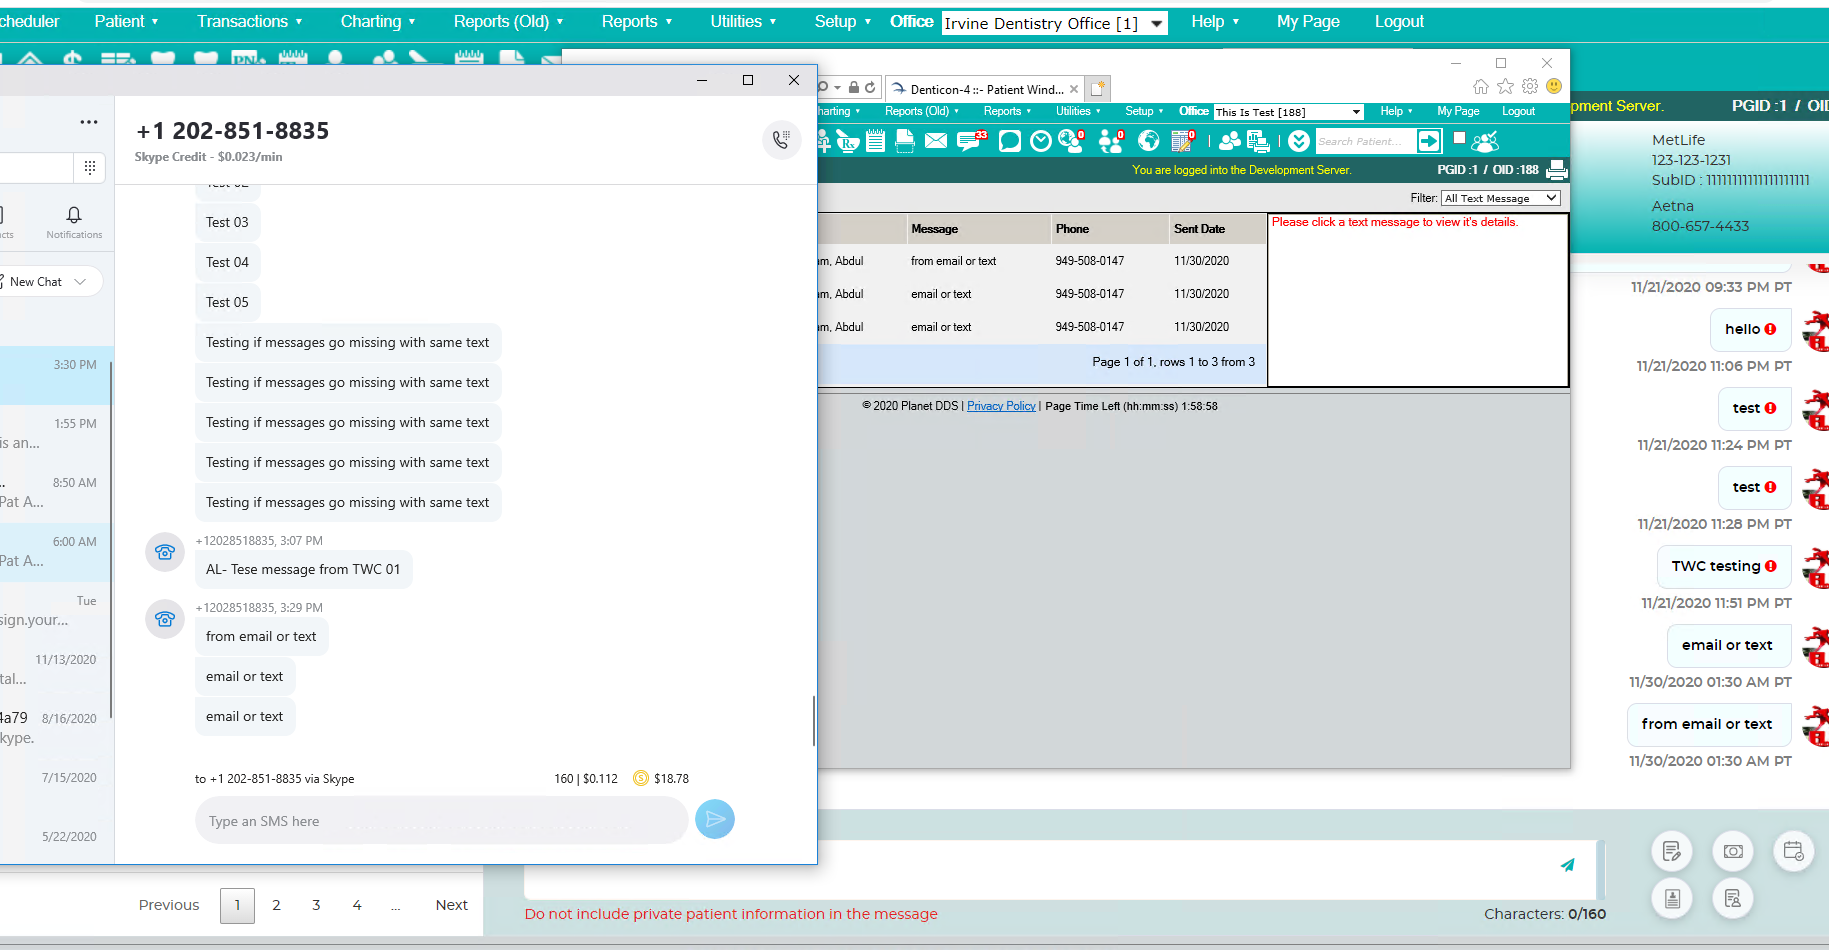 cheduler Patient Transactions Charting Reports (Old) Reports Utilities Setup Office Irvine Dentistry Office [1] Help My Page Logout
PN
+1 202-851-8835
Skype Credit - $0.023/min
cts
Notifications
New Chat
3:30 PM
1:55 PM
is an...
8:50 AM
Pat A...
6:00 AM
Pat A...
Tue
sign.your...
11/13/2020
tal...
4a79 8/16/2020
kype.
7/15/2020
5/22/2020
Test 02
Test 03
Test 04
Test 05
Testing if messages go missing with same text
Testing if messages go missing with same text
Testing if messages go missing with same text
Testing if messages go missing with same text
Testing if messages go missing with same text
+12028518835, 3:07 PM
AL- Tese message from TWC 01
+12028518835, 3:29 PM
from email or text
email or text
email or text
to +1 202-851-8835 via Skype 160 | $0.112 $18.78
Type an SMS here
Denticon-4 ::- Patient Wind...
harting Reports (Old) Reports Utilities Setup Office This Is Test [188] Help My Page Logout
Rx 33 0 0 0 Search Patient...
You are logged into the Development Server. PGID :1 / OID :188
Filter: All Text Message
Message Phone Sent Date
am, Abdul from email or text 949-508-0147 11/30/2020
am, Abdul email or text 949-508-0147 11/30/2020
am, Abdul email or text 949-508-0147 11/30/2020
Page 1 of 1, rows 1 to 3 from 3
Please click a text message to view it's details.
© 2020 Planet DDS | Privacy Policy | Page Time Left (hh:mm:ss) 1:58:58
pment Server. PGID :1 / OI
MetLife
123-123-1231
SubID : 11111111111111111111
Aetna
800-657-4433
11/21/2020 09:33 PM PT
hello
11/21/2020 11:06 PM PT
test
11/21/2020 11:24 PM PT
test
11/21/2020 11:28 PM PT
TWC testing
11/21/2020 11:51 PM PT
email or text
11/30/2020 01:30 AM PT
from email or text
11/30/2020 01:30 AM PT
Previous 1 2 3 4 ... Next
Do not include private patient information in the message Characters: 0/160